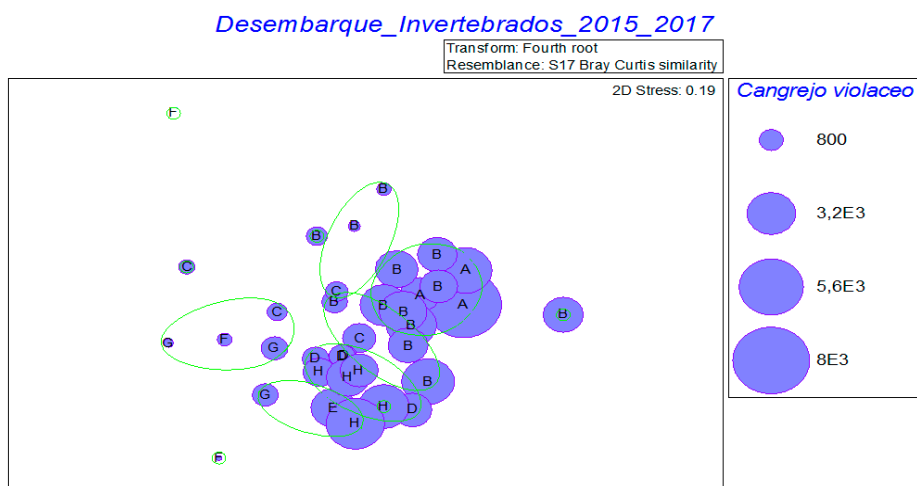 Desembarque_Invertebrados_2015_2017
Transform: Fourth root
Resemblance: S17 Bray Curtis similarity
2D Stress: 0.19
Cangrejo violaceo
800
3,2E3
5,6E3
8E3
F
B
B
B
C
B
B
A
B
C
B
B
A
A
B
B
B
C
F
G
G
C
B
D
D
H
H
H
B
G
E
H
D
H
F